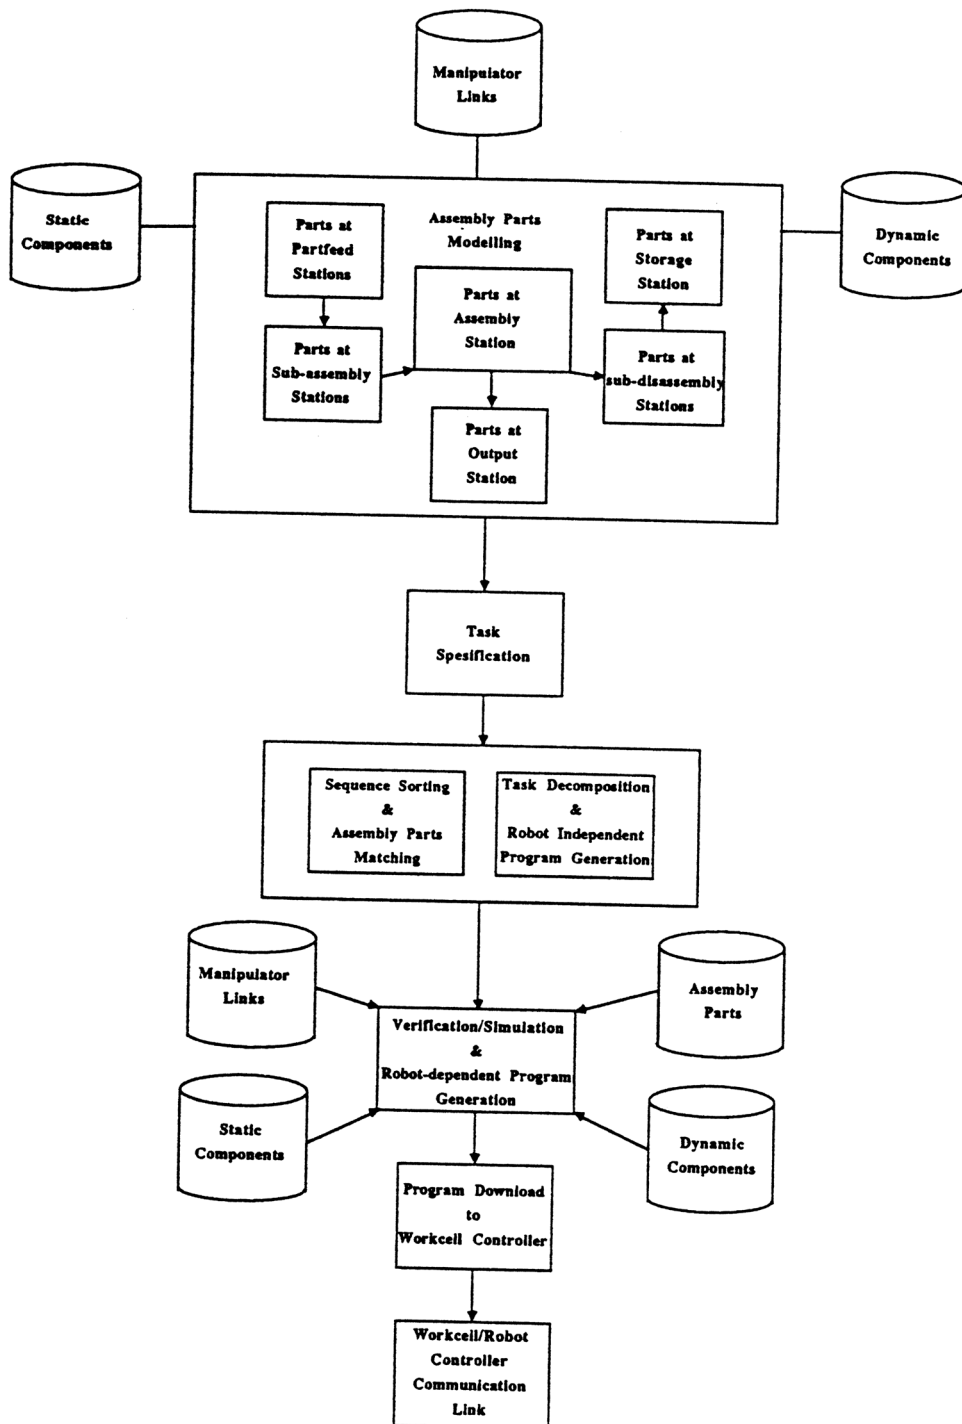 Manipulator
Links
Static
Components
Parts at
Partfeed
Stations
Assembly Parts
Modelling
Parts at
Storage
Station
Dynamic
Components
Parts at
Assembly
Station
Parts at
Sub-assembly
Stations
Parts at
sub-disassembly
Stations
Parts at
Output
Station
Task
Spesification
Sequence Sorting
&
Assembly Parts
Matching
Task Decomposition
&
Robot Independent
Program Generation
Manipulator
Links
Assembly
Parts
Verification/Simulation
&
Robot-dependent Program
Generation
Static
Components
Dynamic
Components
Program Download
to
Workcell Controller
Workcell/Robot
Controller
Communication
Link